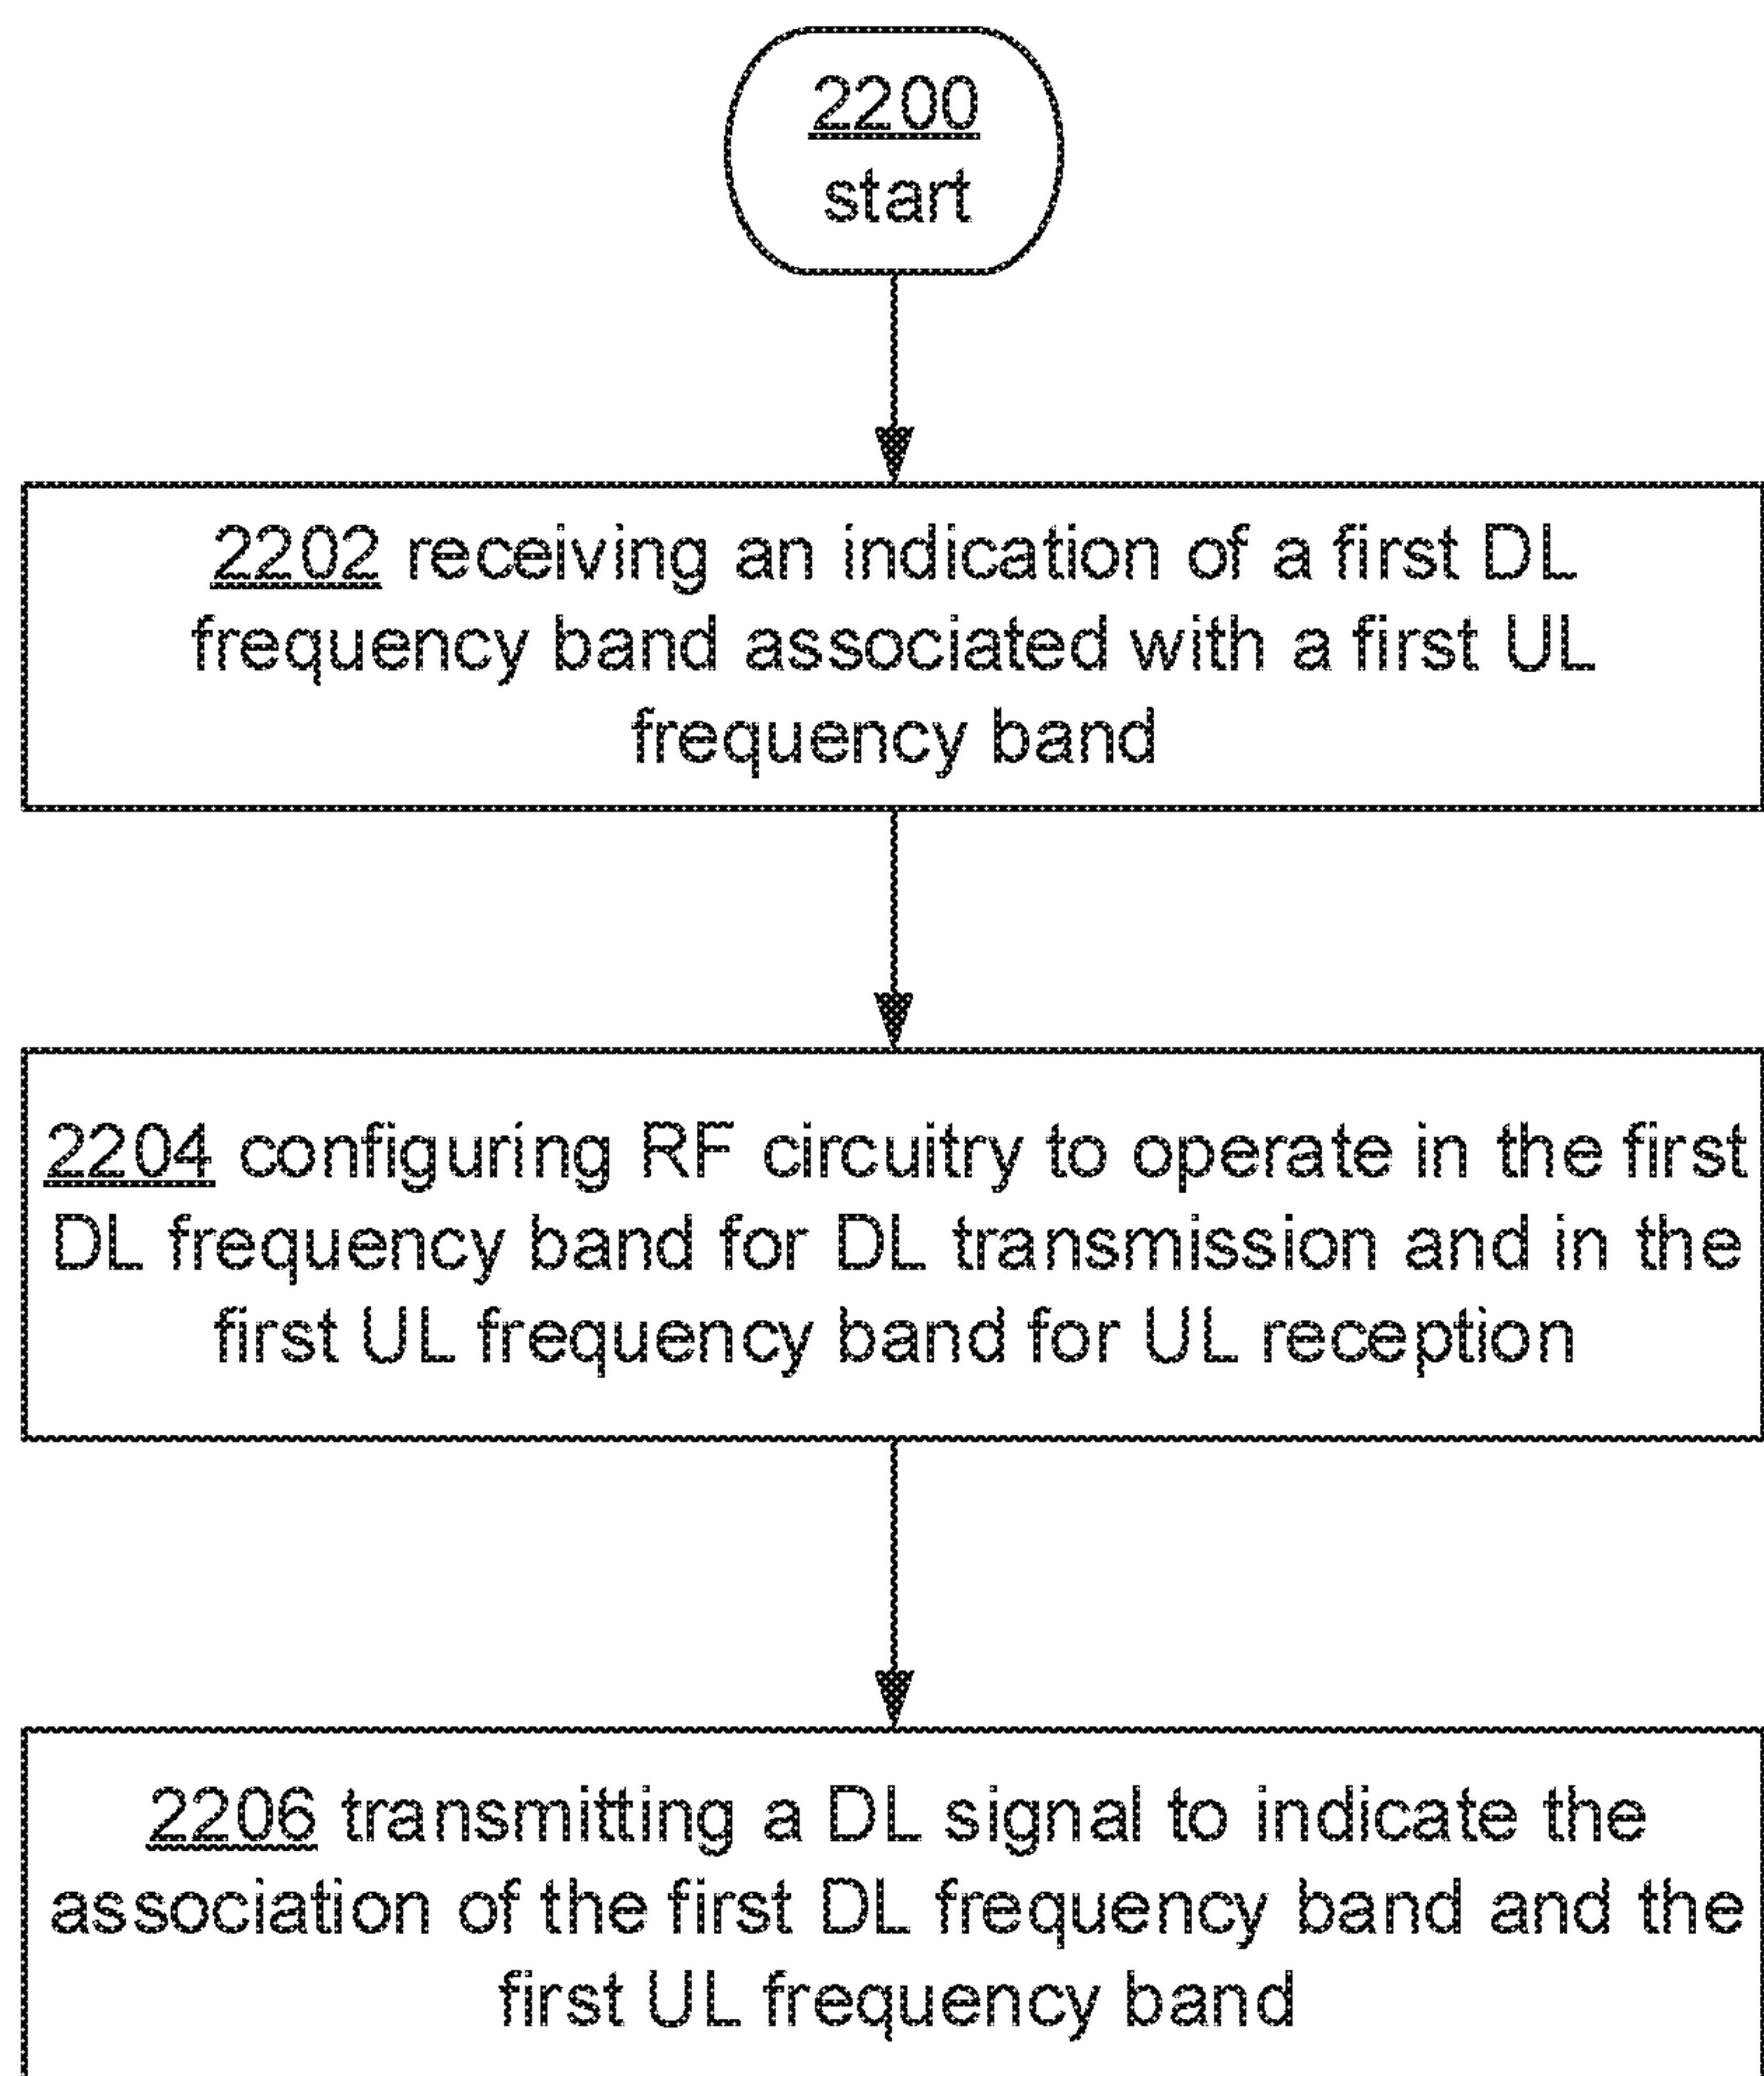 2200
start
2202 receiving an indication of a first DL
frequency band associated with a first UL
frequency band
2204 configuring RF circuitry to operate in the first
DL frequency band for DL transmission and in the
first UL frequency band for UL reception
2206 transmitting a DL signal to indicate the
association of the first DL frequency band and the
first UL frequency band